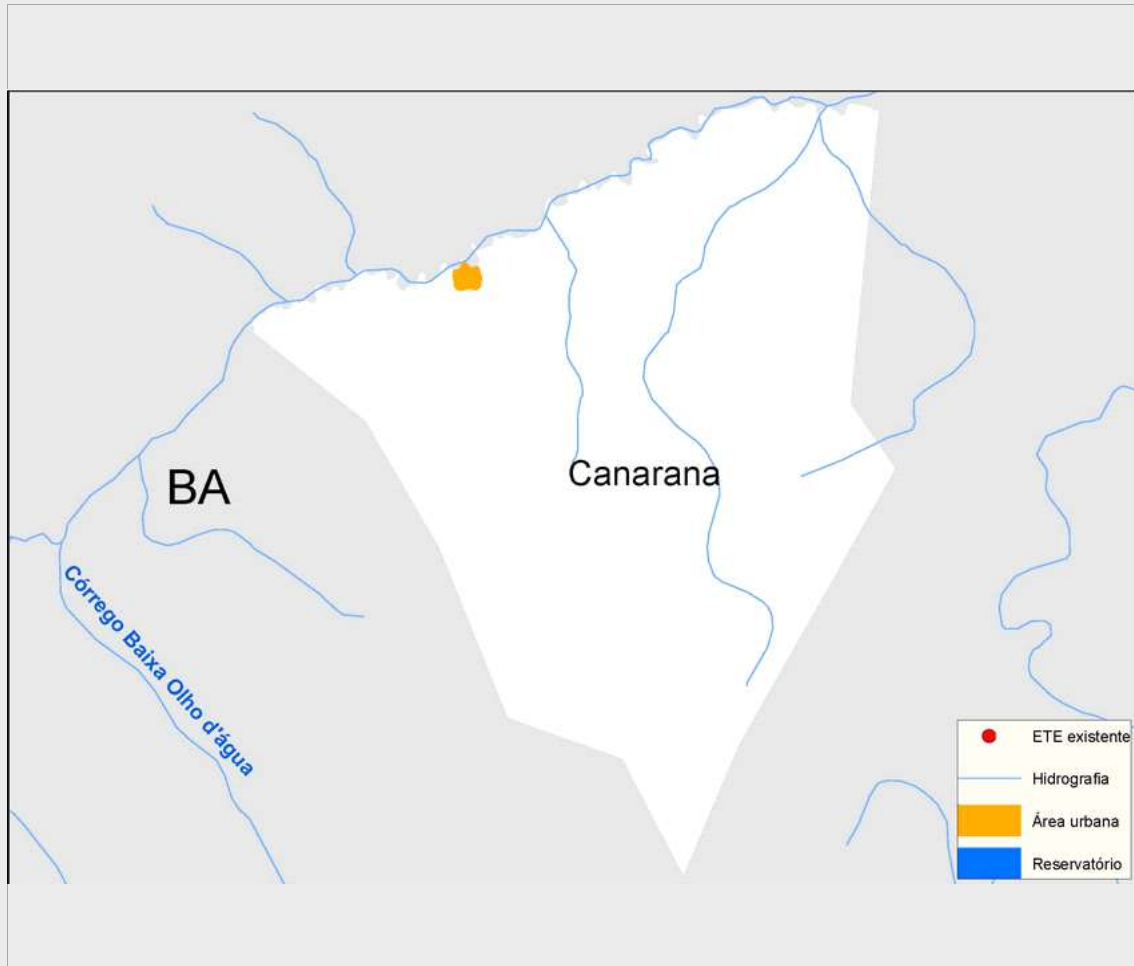 Canarana
BA
Córrego Baixa Olho d'água
ETE existente
Hidrografia
Área urbana
Reservatório